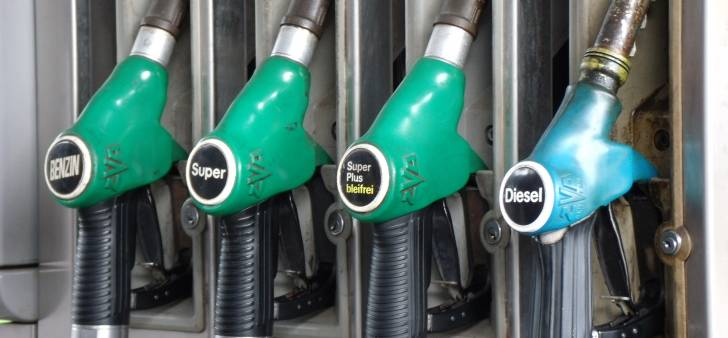 BENZIN
Super
Super
Plus
bleifrei
Diesel